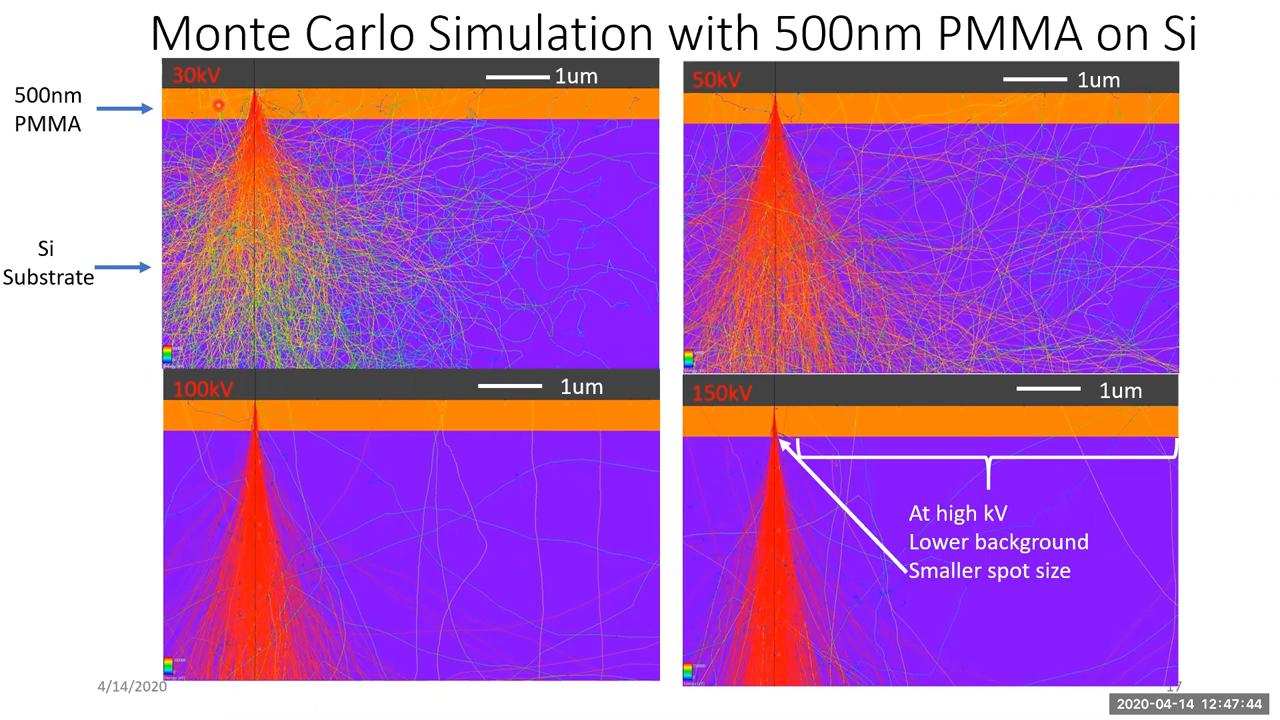 Monte Carlo Simulation with 500nm PMMA on Si
30kV
1um
50kV
1um
500nm
PMMA
Si
Substrate
100kV
1um
150kV
1um
At high kV
Lower background
Smaller spot size
4/14/2020
17
2020-04-14 12:47:44